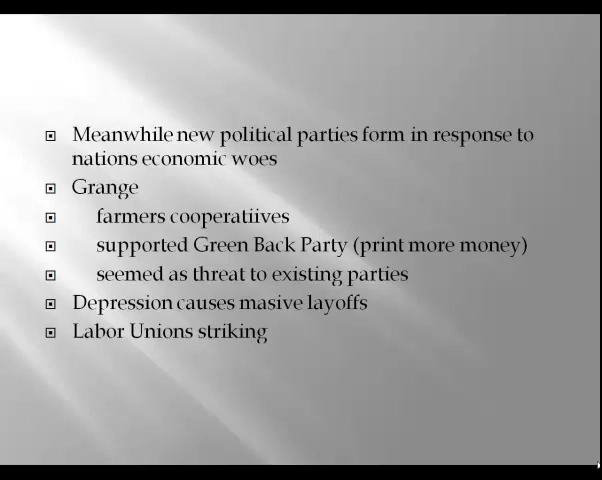 Meanwhile new political parties form in response to
nations economic woes
Grange
farmers cooperatiives
supported Green Back Party (print more money)
seemed as threat to existing parties
Depression causes masive layoffs
Labor Unions striking